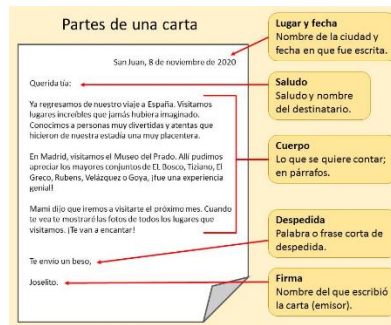 Partes de una carta
San Juan, 8 de noviembre de 2020
Querida tía:
Ya regresamos de nuestro viaje a España. Visitamos
lugares increíbles que jamás hubiera imaginado.
Conocimos a personas muy divertidas y atentas que
hicieron de nuestra estadía una muy placentera.
En Madrid, visitamos el Museo del Prado. Allí pudimos
apreciar los mayores conjuntos de EL Bosco, Tiziano, El
Greco, Rubens, Velázquez o Goya, ¡fue una experiencia
genial!
Mami dijo que iremos a visitarte el próximo mes. Cuando
te vea te mostraré las fotos de todos los lugares que
visitamos. ¡Te van a encantar!
Te envío un beso,
Joselito.
Lugar y fecha
Nombre de la ciudad y
fecha en que fue escrita.
Saludo
Saludo y nombre
del destinatario.
Cuerpo
Lo que se quiere contar;
en párrafos.
Despedida
Palabra o frase corta de
despedida.
Firma
Nombre del que escribió
la carta (emisor).